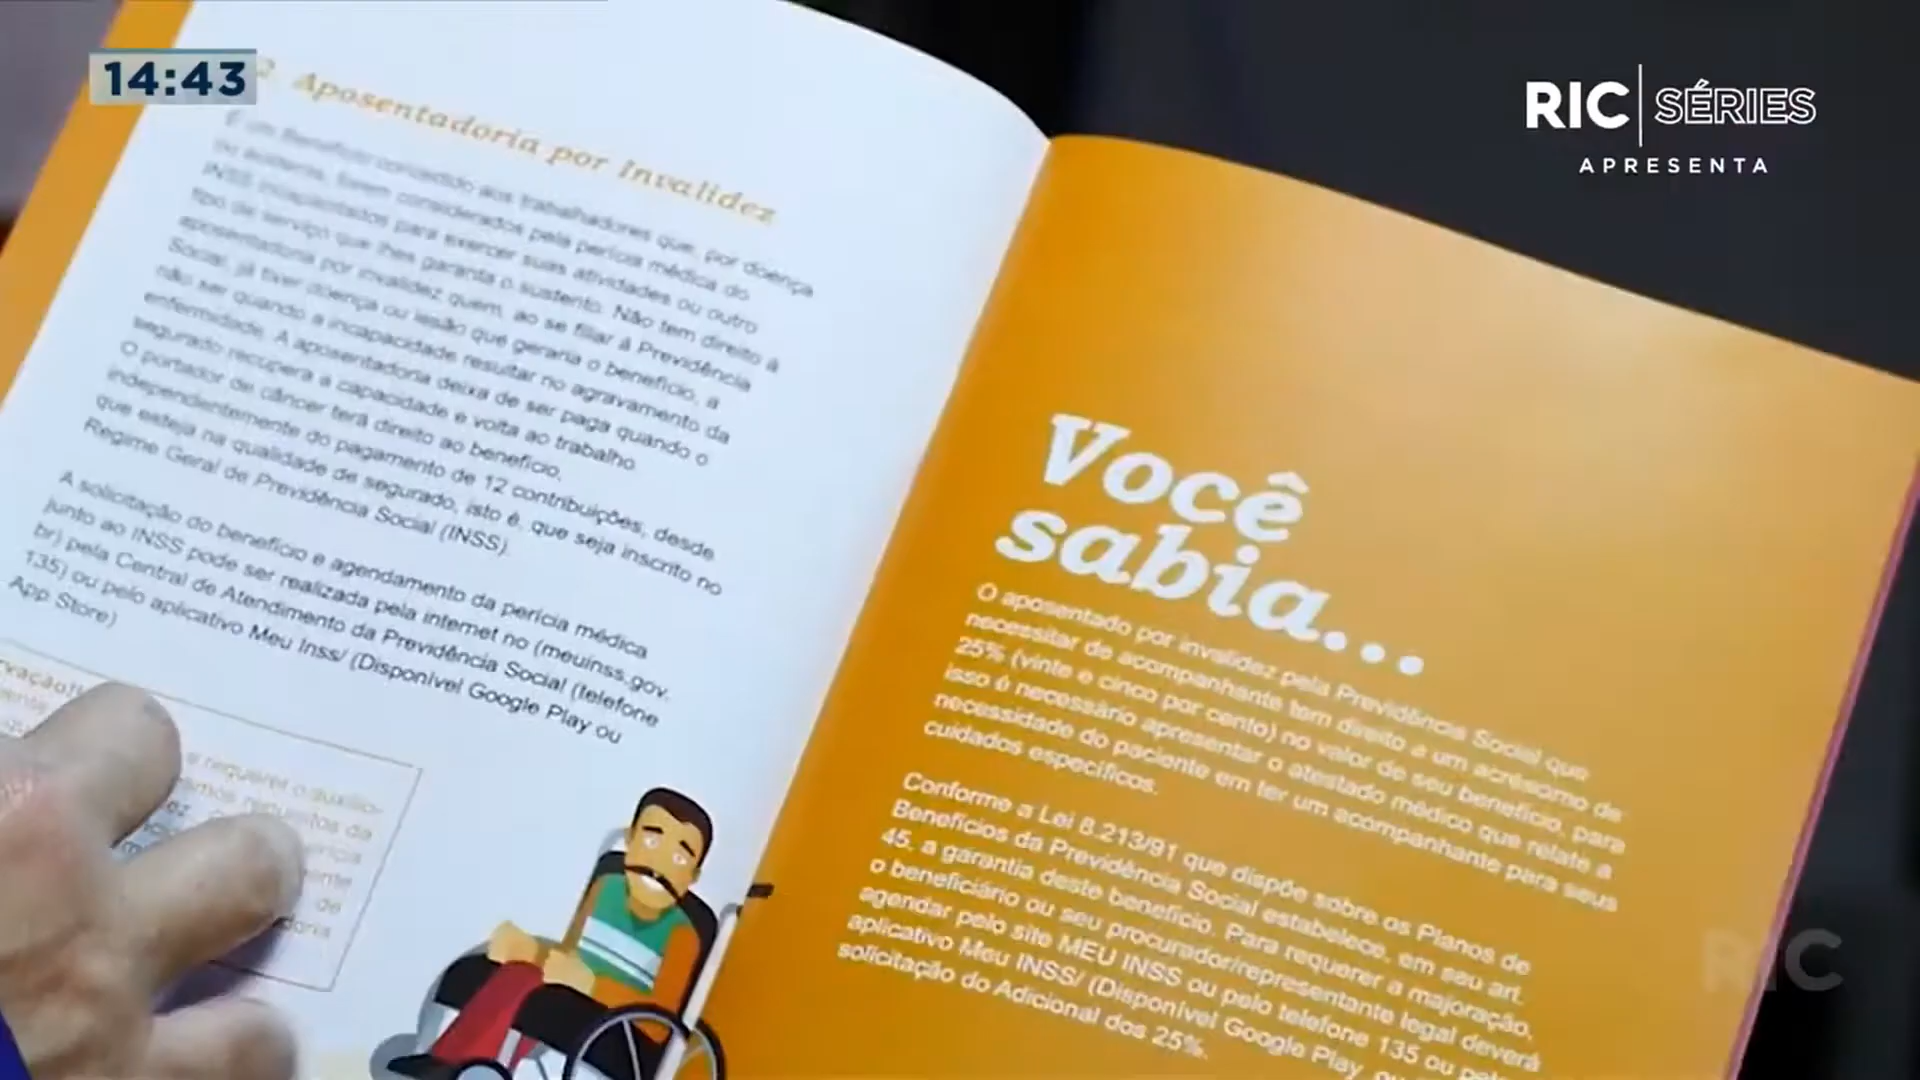 14:43
RIC SÉRIES
APRESENTA
2 Aposentadoria por Invalidez
É um Benefício concedido aos trabalhadores que, por doença
forem considerados pela perícia médica do
INSS incapacitados para exercer suas atividades ou outro
tipo de serviço que lhes garanta o sustento. Não tem direito à
aposentadoria por invalidez quem, ao se filiar à Previdência
Social, já tiver doença ou lesão que geraria o benefício, a
não ser quando a incapacidade resultar no agravamento da
enfermidade. A aposentadoria deixa de ser paga quando o
segurado recupera a capacidade e volta ao trabalho.
O portador de câncer terá direito ao benefício,
independentemente do pagamento de 12 contribuições, desde
que esteja na qualidade de segurado, isto é, que seja inscrito no
Regime Geral de Previdência Social (INSS).
A solicitação do benefício e agendamento da perícia médica
junto ao INSS pode ser realizada pela internet no (meuinss.gov.
br) pela Central de Atendimento da Previdência Social (telefone
135) ou pelo aplicativo Meu Inss/ (Disponível Google Play ou
App Store)
e requerer o auxílio-
requisitos da
Você
sabia...
O aposentado por invalidez pela Previdência Social que
necessitar de acompanhante tem direito a um acréscimo de
25% (vinte e cinco por cento) no valor de seu benefício, para
isso é necessário apresentar o atestado médico que relate a
necessidade do paciente em ter um acompanhante para seus
cuidados específicos.
Conforme a Lei 8.213/91 que dispõe sobre os Planos de
Benefícios da Previdência Social estabelece, em seu art.
45, a garantia deste benefício. Para requerer a majoração,
o beneficiário ou seu procurador/representante legal deverá
agendar pelo site MEU INSS ou pelo telefone 135 ou pelo
aplicativo Meu INSS/ (Disponível Google Play ou
solicitação do Adicional dos 25%.
RIC